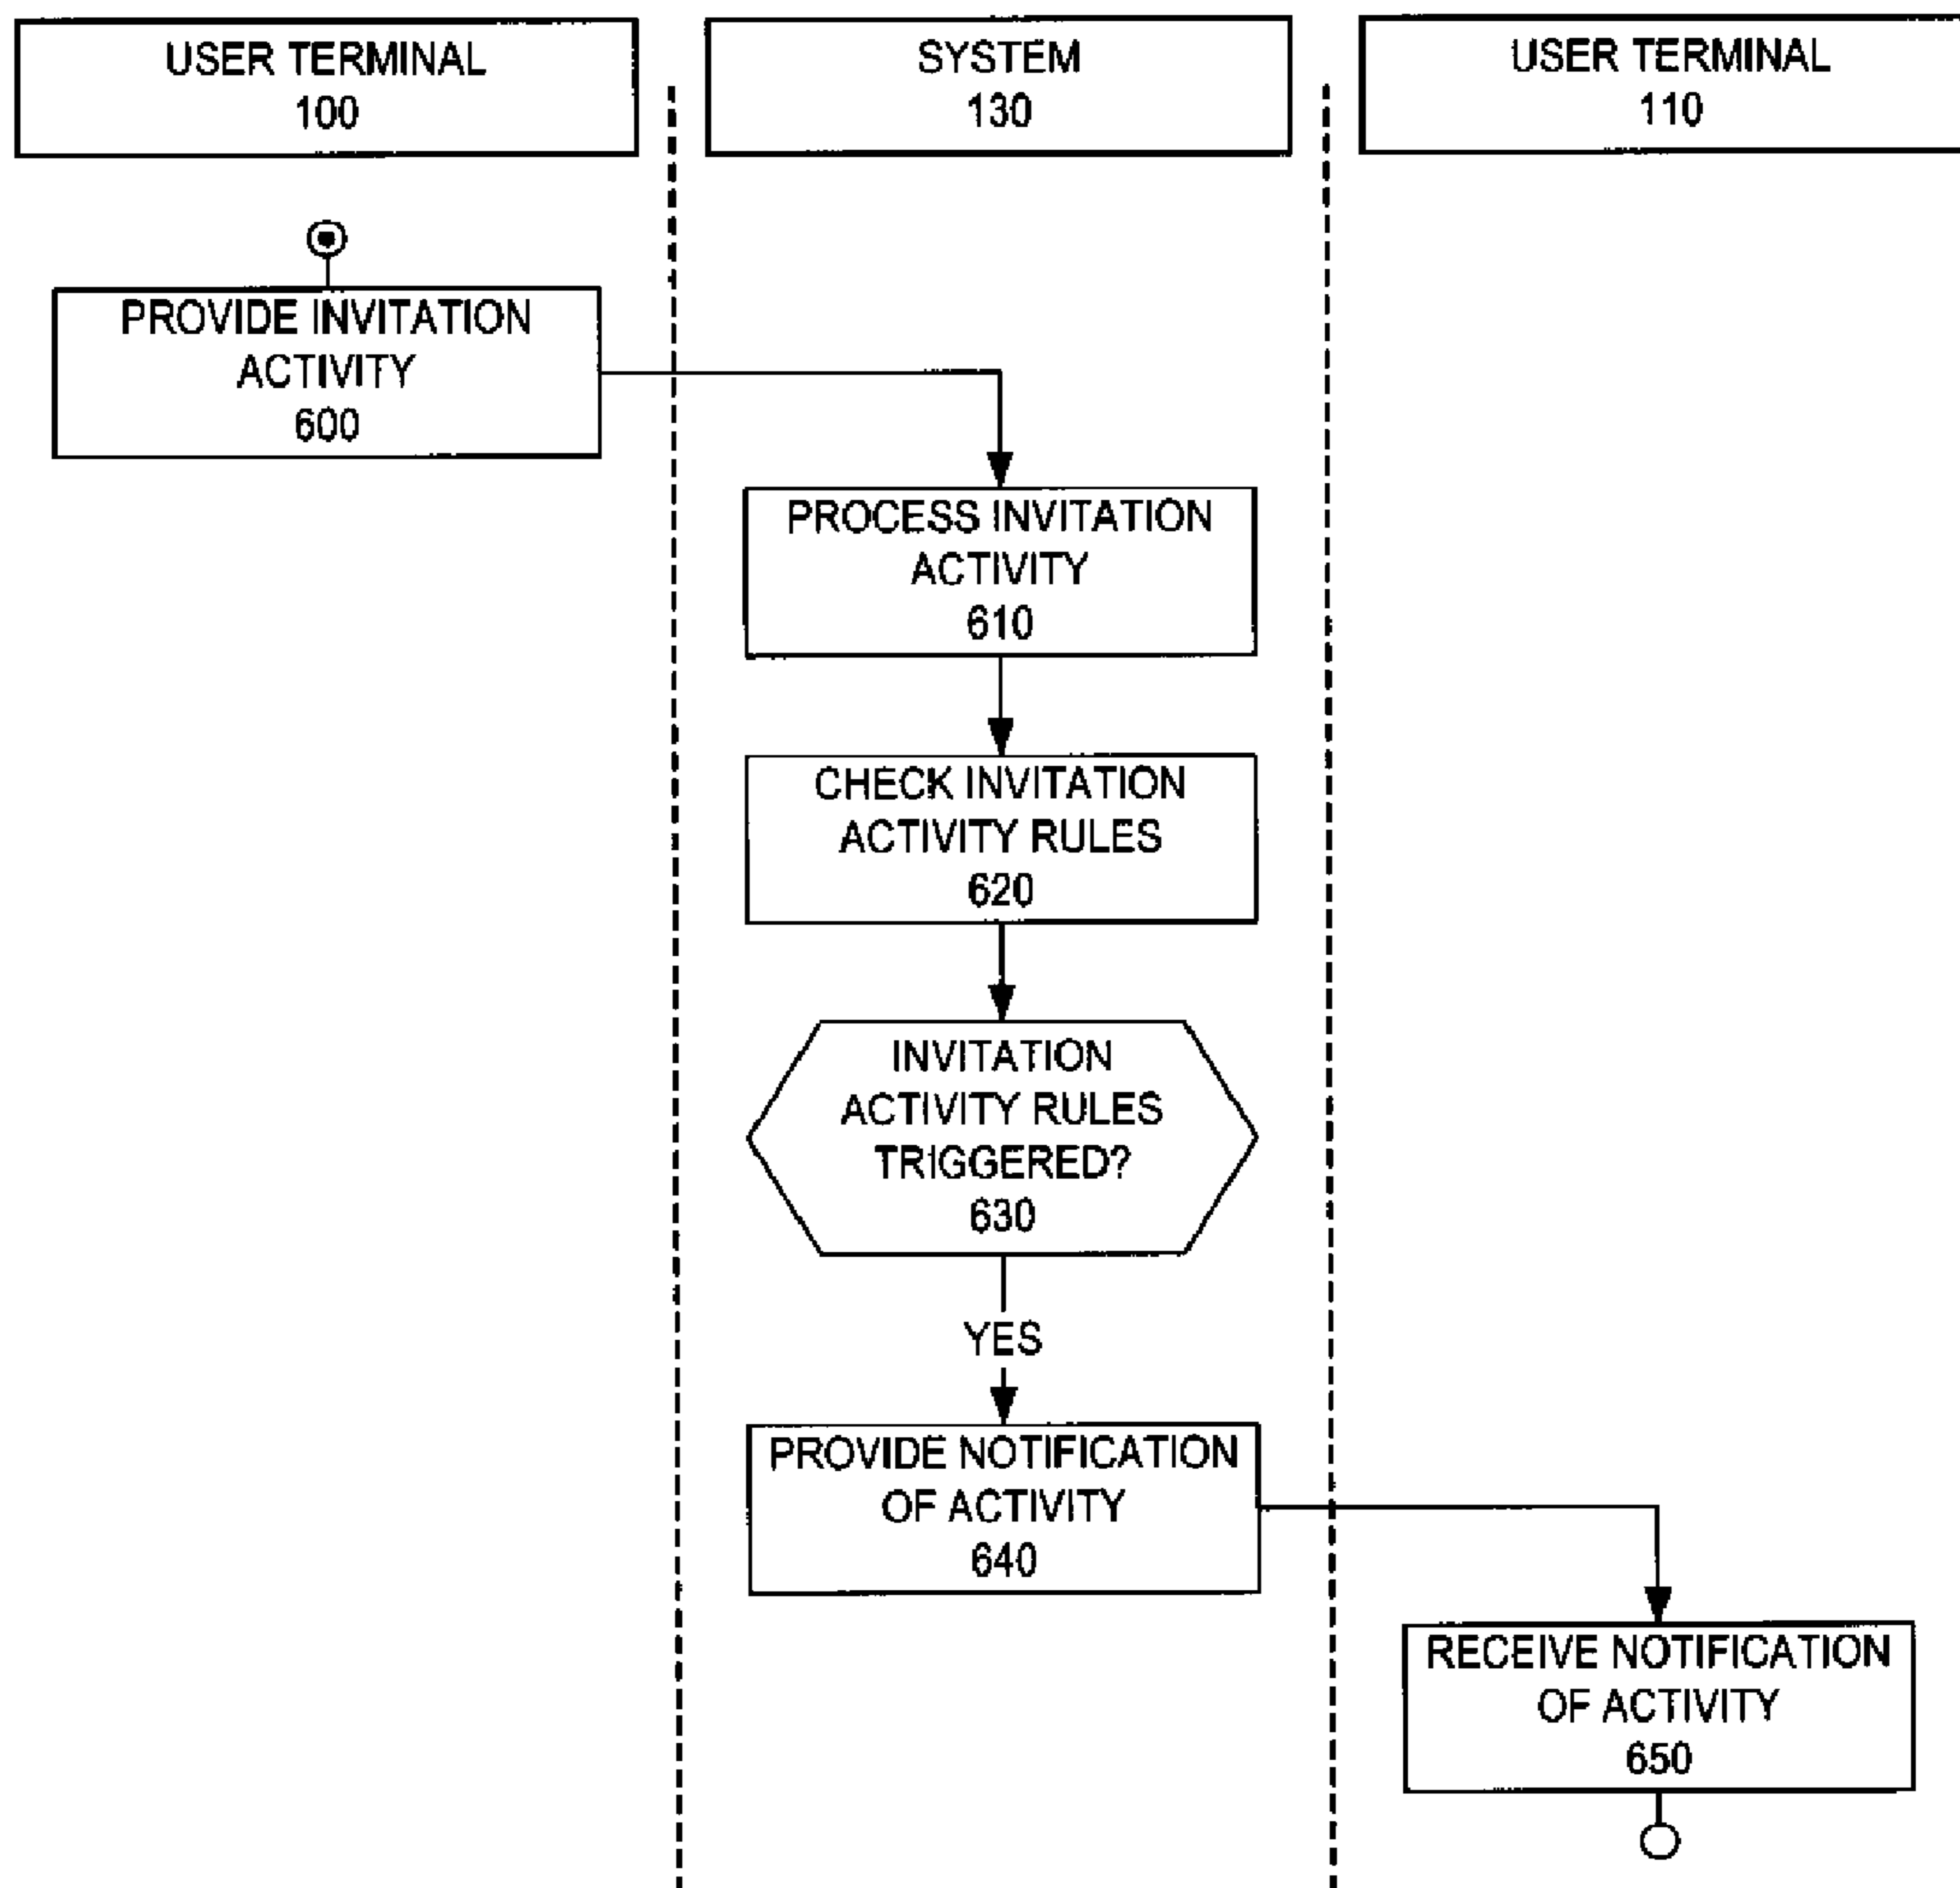 USER TERMINAL
100
SYSTEM
130
USER TERMINAL
110
PROVIDE INVITATION
ACTIVITY
600
PROCESS INVITATION
ACTIVITY
610
CHECK INVITATION
ACTIVITY RULES
620
INVITATION
ACTIVITY RULES
TRIGGERED?
630
YES
PROVIDE NOTIFICATION
OF ACTIVITY
640
RECEIVE NOTIFICATION
OF ACTIVITY
650